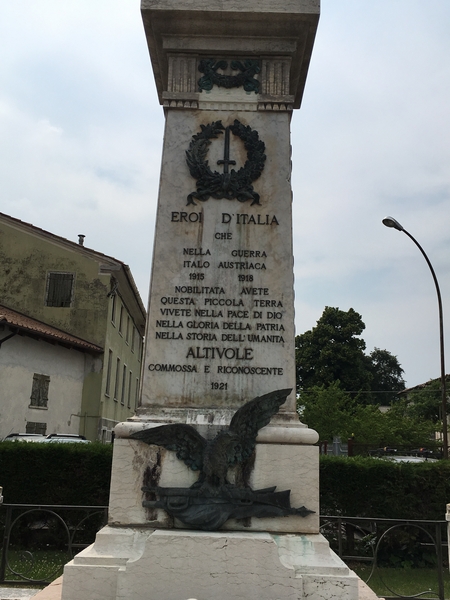 EROI D'ITALIA
CHE
NELLA GUERRA
ITALO AUSTRIACA
1915 1918
NOBILITATA AVETE
QUESTA PICCOLA TERRA
VIVETE NELLA PACE DI DIO
NELLA GLORIA DELLA PATRIA
NELLA STORIA DELL'UMANITA
ALTIVOLE
COMMOSSA E RICONOSCENTE
1921